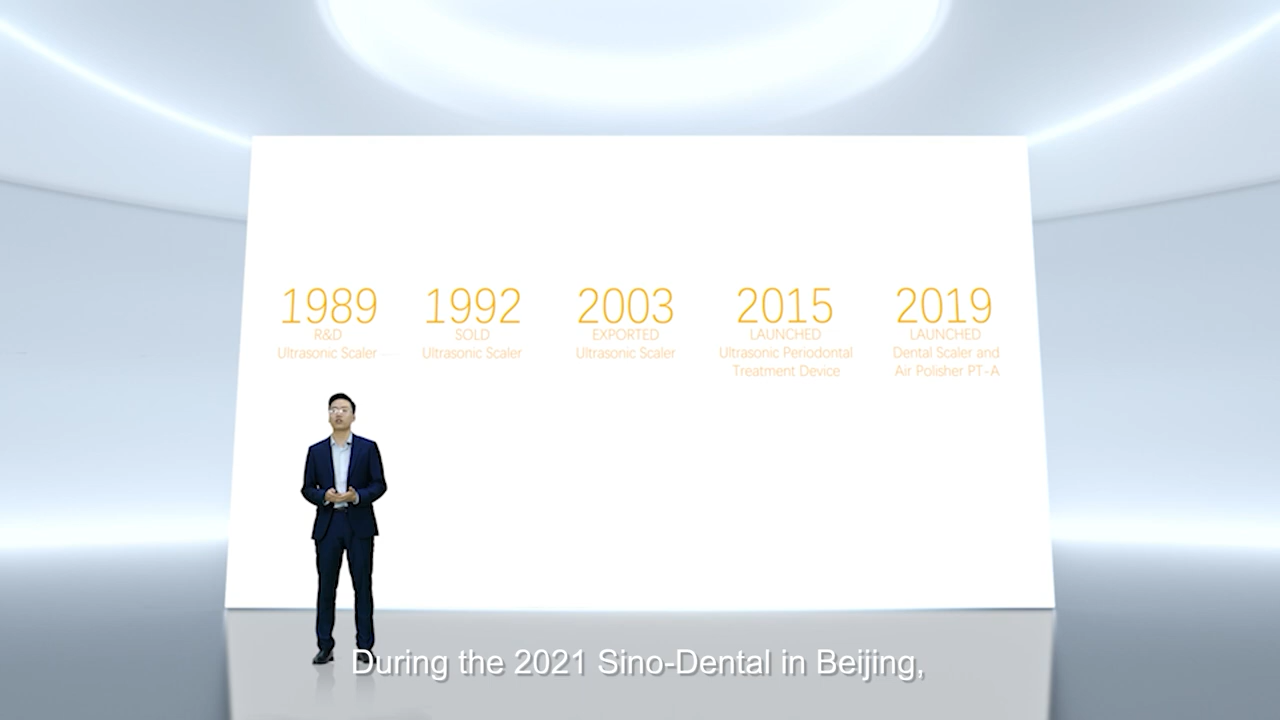 1989
R&D
Ultrasonic Scaler
1992
SOLD
Ultrasonic Scaler
2003
EXPORTED
Ultrasonic Scaler
2015
LAUNCHED
Ultrasonic Periodontal
Treatment Device
2019
LAUNCHED
Dental Scaler and
Air Polisher PT-A
During the 2021 Sino-Dental in Beijing,